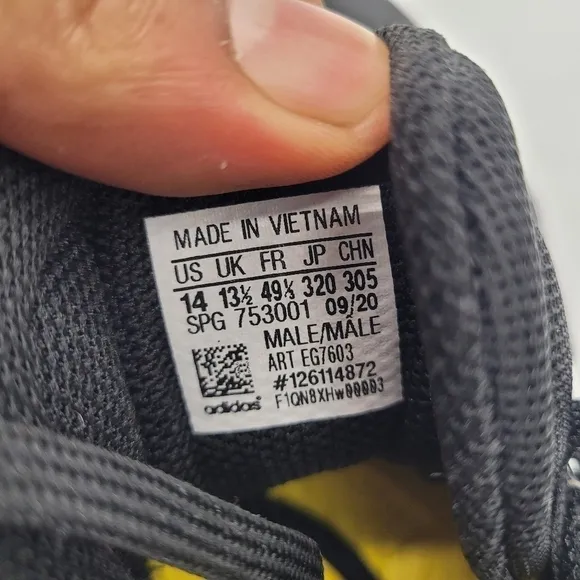 MADE IN VIETNAM
US UK FR JP CHN
14 13½ 49⅓ 320 305
SPG 753001 09/20
MALE/MÂLE
ART EG7603
#126114872
adidas F1QN8XHw00003